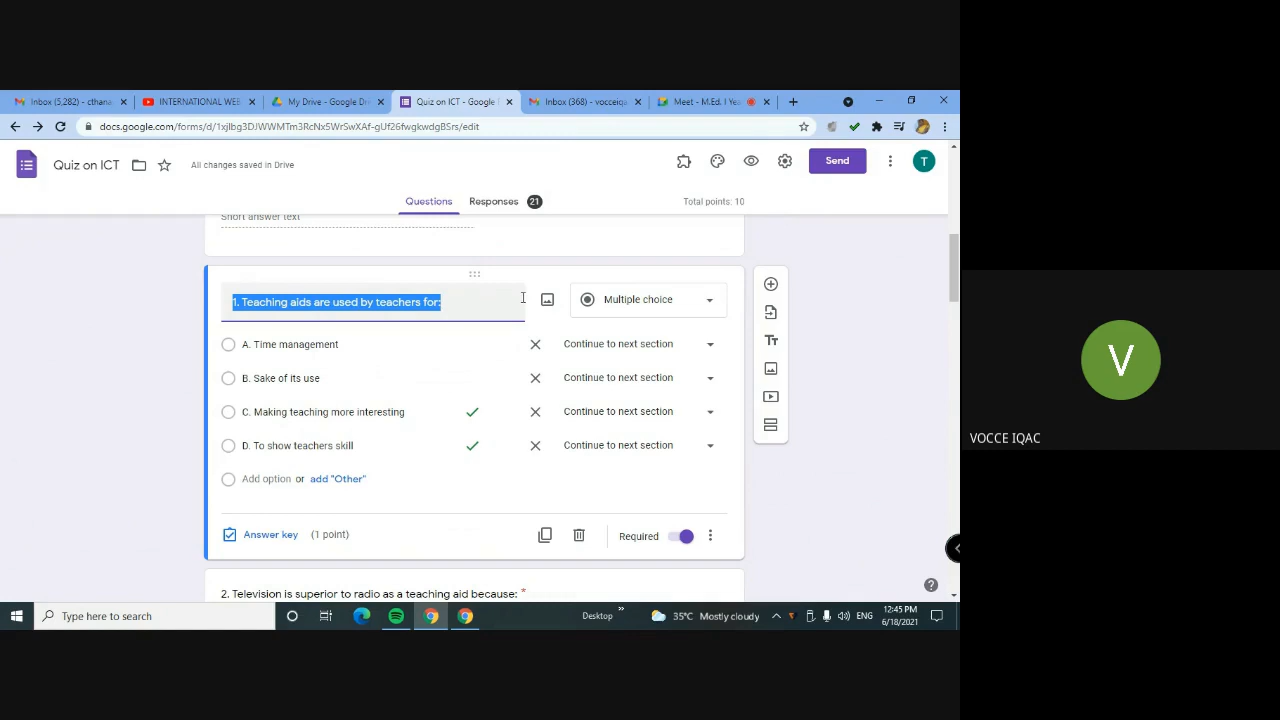 Inbox (5,282) - cthana
INTERNATIONAL WEB
My Drive - Google Dri
Quiz on ICT - Google F
Inbox (368) - vocceiqa
Meet - M.Ed. I Yea
docs.google.com/forms/d/1xjlbg3DJWWMTm3RcNx5WrSwXAf-gUf26fwgkwdgBSrs/edit
Quiz on ICT
All changes saved in Drive
Send
T
Questions
Responses 21
Total points: 10
Short answer text
1. Teaching aids are used by teachers for:
Multiple choice
A. Time management
Continue to next section
B. Sake of its use
Continue to next section
C. Making teaching more interesting
Continue to next section
D. To show teachers skill
Continue to next section
Add option or add "Other"
Answer key (1 point)
Required
2. Television is superior to radio as a teaching aid because: *
V
VOCCE IQAC
Type here to search
Desktop
35°C Mostly cloudy
ENG
12:45 PM
6/18/2021